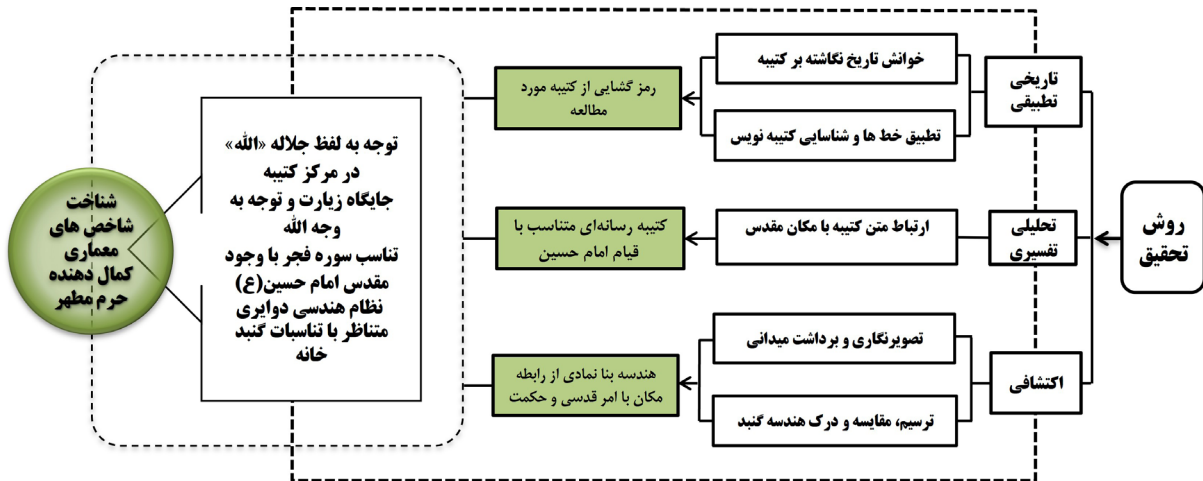 روش
تحقیق
تاریخی
تطبیقی
خوانش تاریخ نگاشته بر کتیبه
تطبیق خط ها و شناسایی کتیبه نویس
رمز گشایی از کتیبه مورد
مطالعه
تحلیلی
تفسیری
ارتباط متن کتیبه با مکان مقدس
کتیبه رسانه‌ای متناسب با
قیام امام حسین
اکتشافی
تصویرنگاری و برداشت میدانی
ترسیم، مقایسه و درک هندسه گنبد
هندسه بنا نمادی از رابطه
مکان با امر قدسی و حکمت
توجه به لفظ جلاله «الله»
در مرکز کتیبه
جایگاه زیارت و توجه به
وجه الله
تناسب سوره فجر با وجود
مقدس امام حسین(ع)
نظام هندسی دوایری
متناظر با تناسبات گنبد
خانه
شناخت
شاخص های
معماری
کمال دهنده
حرم مطهر